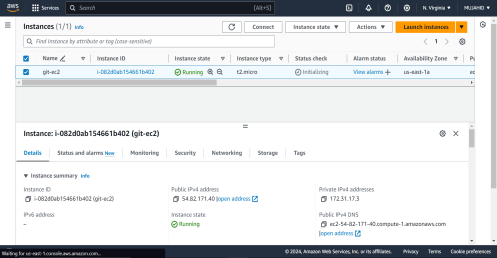 aws Services Search [Alt+S] N. Virginia MUJAHID
Instances (1/1) Info Connect Instance state Actions Launch instances
Find Instance by attribute or tag (case-sensitive)
1
Name Instance ID Instance state Instance type Status check Alarm status Availability Zone
git-ec2 i-082d0ab154661b402 Running t2.micro Initializing View alarms + us-east-1a
Instance: i-082d0ab154661b402 (git-ec2)
Details Status and alarms New Monitoring Security Networking Storage Tags
Instance summary Info
Instance ID Public IPv4 address Private IPv4 addresses
i-082d0ab154661b402 (git-ec2) 54.82.171.40 |open address 172.31.17.3
IPv6 address Instance state Public IPv4 DNS
– Running ec2-54-82-171-40.compute-1.amazonaws.com
|open address
Waiting for us-east-1.console.aws.amazon.com... © 2024, Amazon Web Services, Inc. or its affiliates. Privacy Terms Cookie preferences